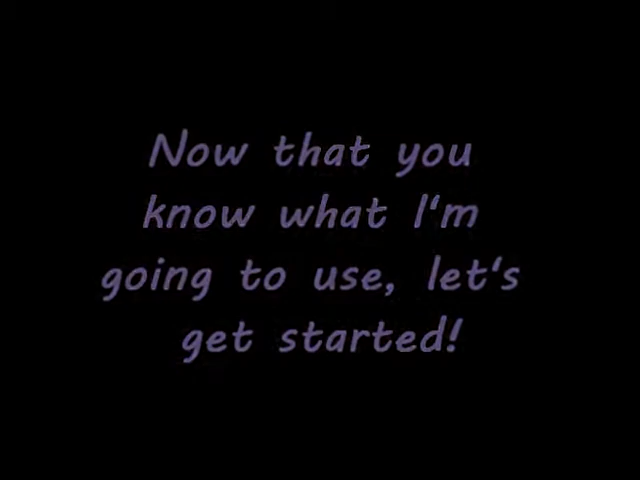 Now that you
know what I'm
going to use, let's
get started!